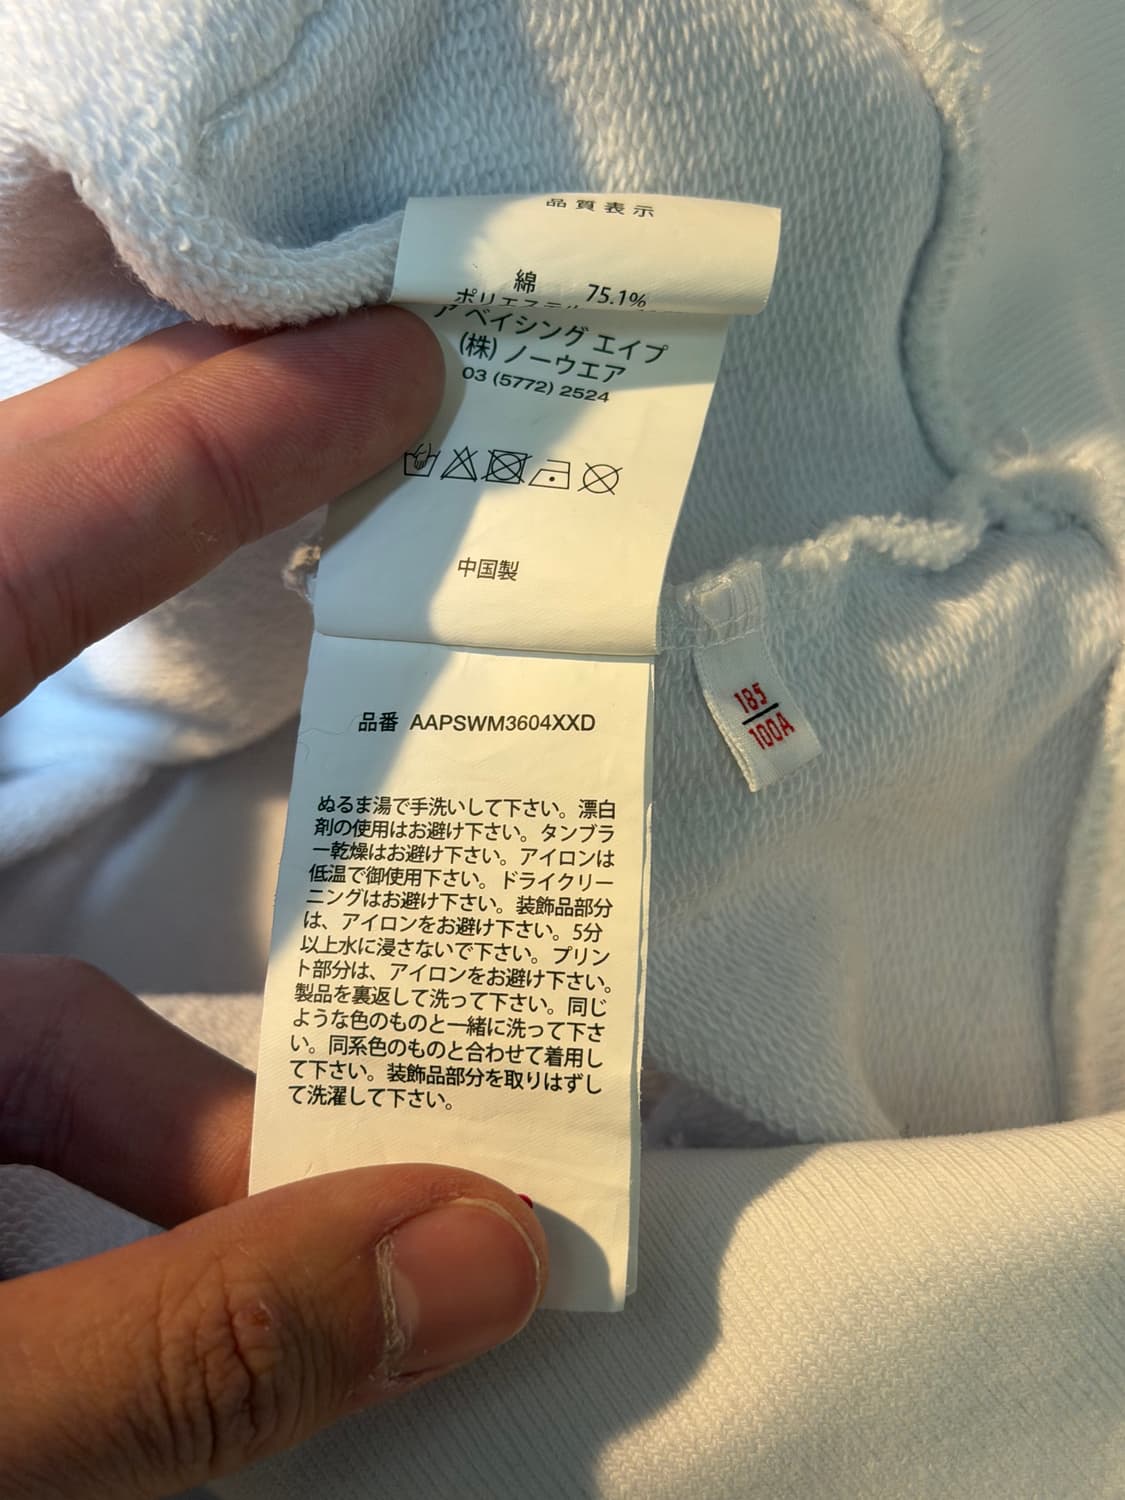 品質表示
綿 75.1%
ポリエステル
ア ベイシング エイプ
(株) ノーウエア
03 (5772) 2524
中国製
品番 AAPSWM3604XXD
185
100A
ぬるま湯で手洗いして下さい。漂白
剤の使用はお避け下さい。タンブラ
ー乾燥はお避け下さい。アイロンは
低温で御使用下さい。ドライクリー
ニングはお避け下さい。装飾品部分
は、アイロンをお避け下さい。5分
以上水に浸さないで下さい。プリン
ト部分は、アイロンをお避け下さい。
製品を裏返して洗って下さい。同じ
ような色のものと一緒に洗って下さ
い。同系色のものと合わせて着用し
て下さい。装飾品部分を取りはずし
て洗濯して下さい。